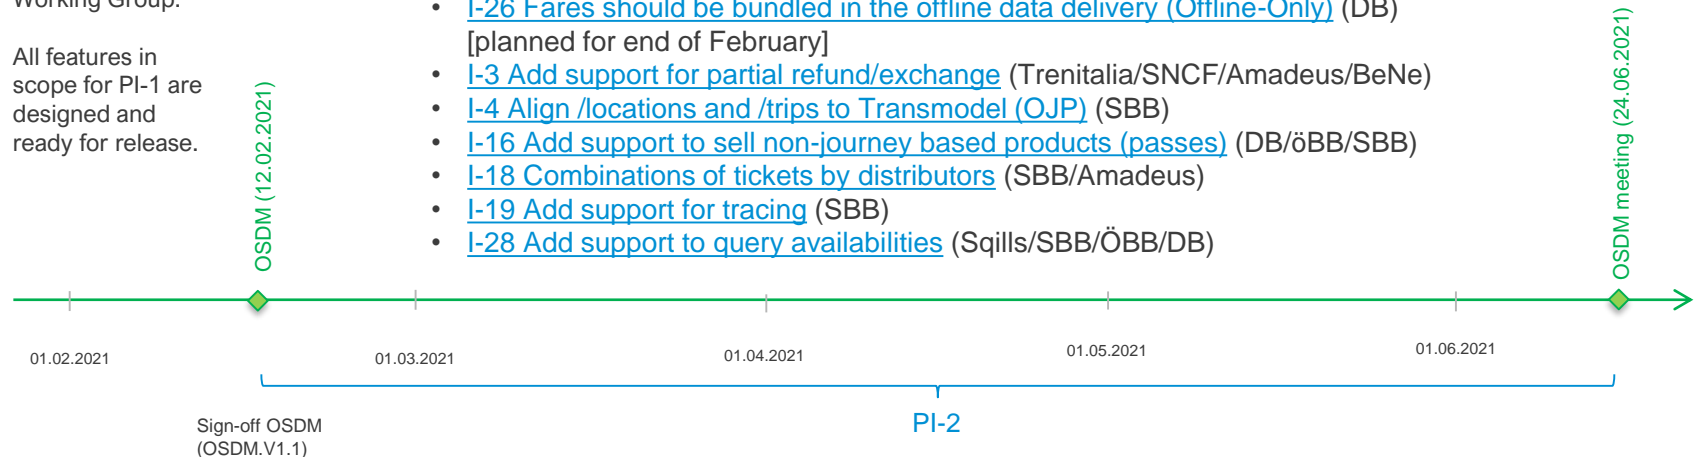 Working Group.
All features in
scope for PI-1 are
designed and
ready for release.
• I-26 Fares should be bundled in the offline data delivery (Offline-Only) (DB)
[planned for end of February]
• I-3 Add support for partial refund/exchange (Trenitalia/SNCF/Amadeus/BeNe)
• I-4 Align /locations and /trips to Transmodel (OJP) (SBB)
• I-16 Add support to sell non-journey based products (passes) (DB/öBB/SBB)
• I-18 Combinations of tickets by distributors (SBB/Amadeus)
• I-19 Add support for tracing (SBB)
• I-28 Add support to query availabilities (Sqills/SBB/ÖBB/DB)
OSDM (12.02.2021)
OSDM meeting (24.06.2021)
01.02.2021
01.03.2021
01.04.2021
01.05.2021
01.06.2021
PI-2
Sign-off OSDM
(OSDM.V1.1)